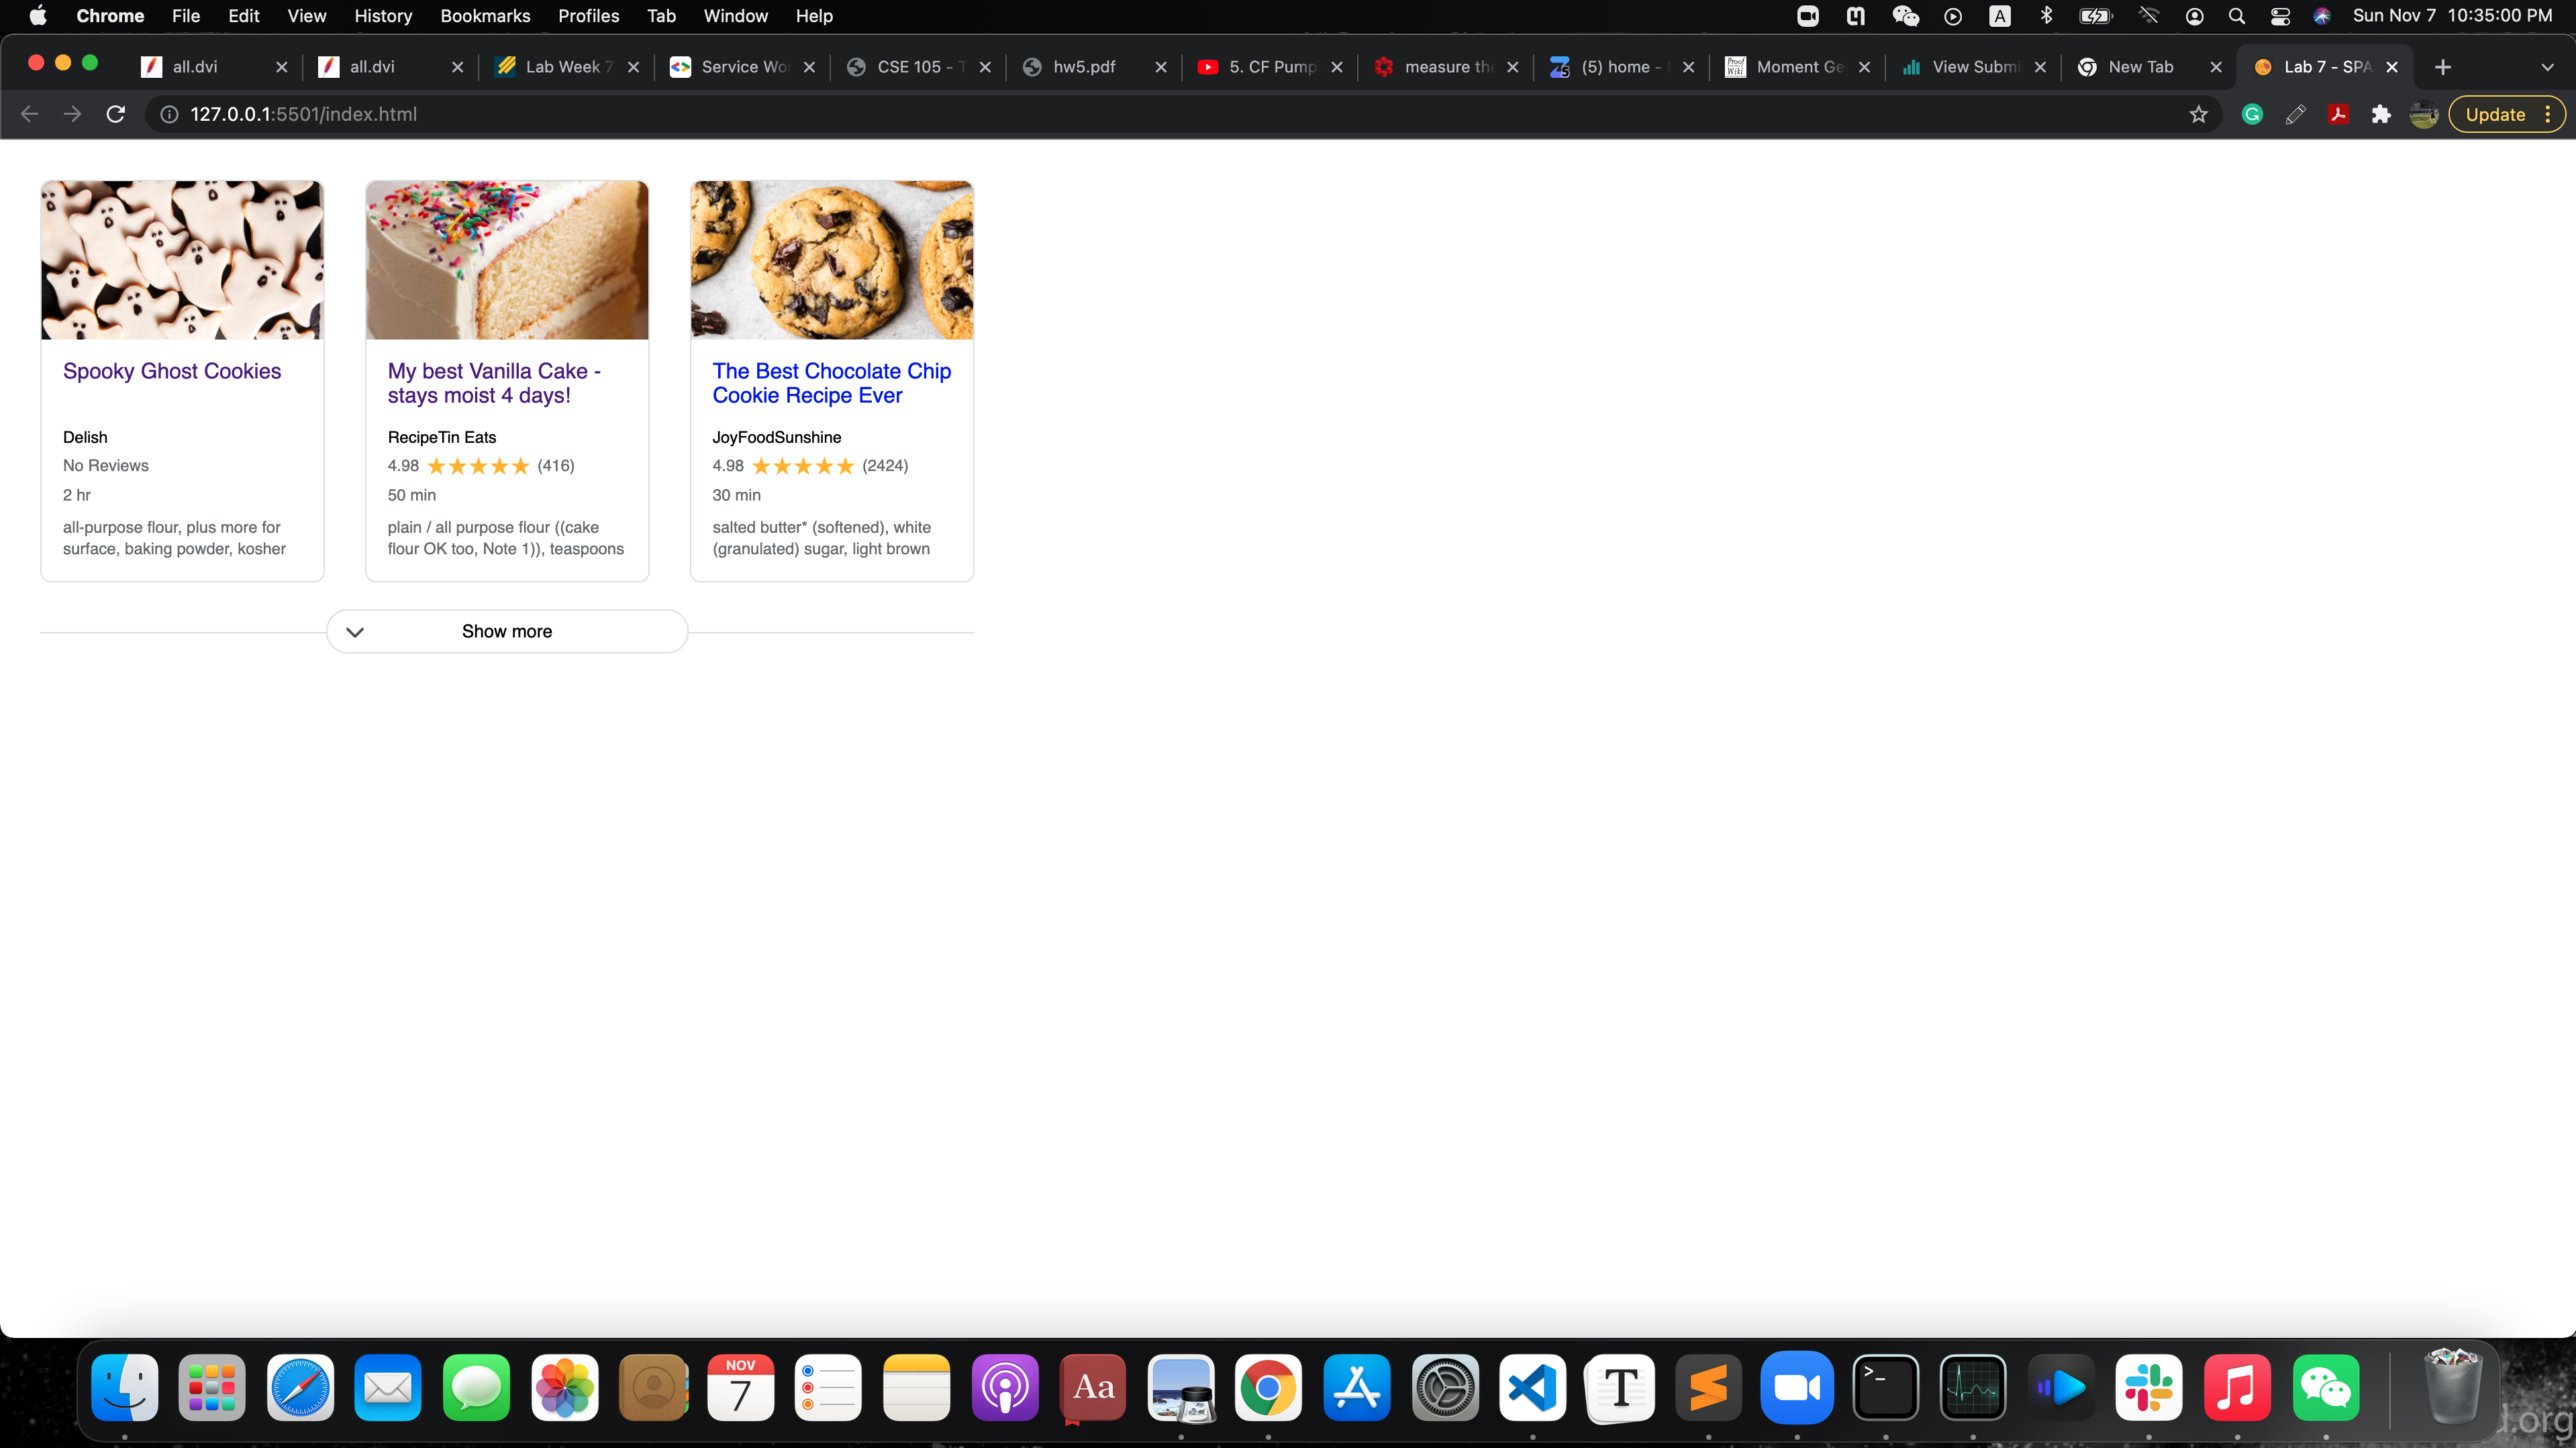 Chrome File Edit View History Bookmarks Profiles Tab Window Help
A
Sun Nov 7 10:35:00 PM
all.dvi
all.dvi
Lab Week 7
Service Wor
CSE 105 - T
hw5.pdf
5. CF Pump
measure the
(5) home -
Proof Wiki
Moment Ge
View Submi
New Tab
Lab 7 - SPA
127.0.0.1:5501/index.html
Update
Spooky Ghost Cookies
Delish
No Reviews
2 hr
all-purpose flour, plus more for
surface, baking powder, kosher
My best Vanilla Cake -
stays moist 4 days!
RecipeTin Eats
4.98 ★★★★★ (416)
50 min
plain / all purpose flour ((cake
flour OK too, Note 1)), teaspoons
The Best Chocolate Chip
Cookie Recipe Ever
JoyFoodSunshine
4.98 ★★★★★ (2424)
30 min
salted butter* (softened), white
(granulated) sugar, light brown
Show more
NOV
7
Aa
T
>_
d.org